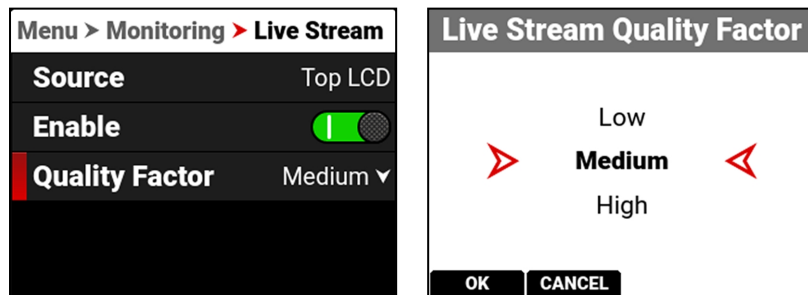 Menu > Monitoring > Live Stream
Source Top LCD
Enable
Quality Factor Medium
Live Stream Quality Factor
Low
Medium
High
OK CANCEL